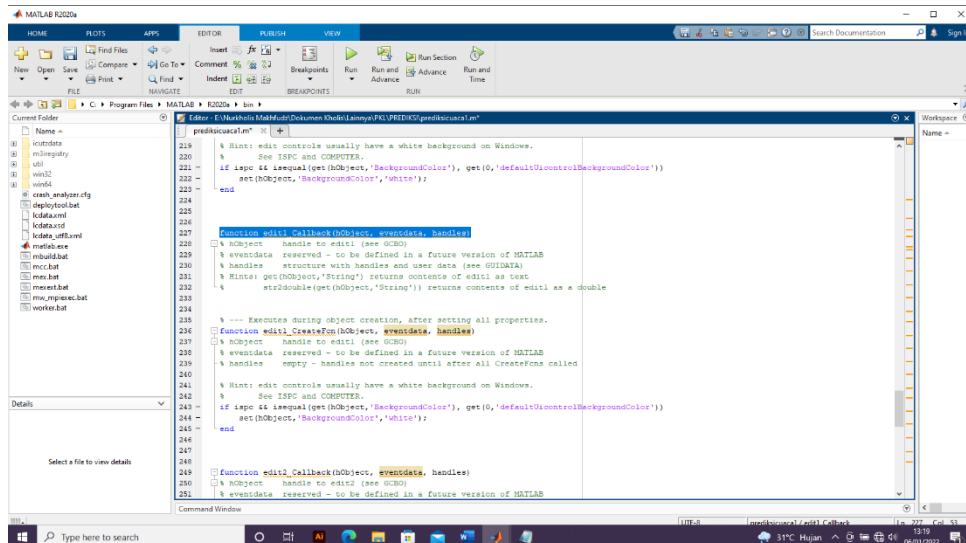 MATLAB R2020a
HOME PLOTS APPS EDITOR PUBLISH VIEW Search Documentation Sign I
New Open Save Find Files Compare Print Go To Find Insert fx Comment % Indent Breakpoints Run Run and Advance Run Section Advance Run and Time
FILE NAVIGATE EDIT BREAKPOINTS RUN
C: Program Files MATLAB R2020a bin
Current Folder
Name
icutzdata
m3iregistry
util
win32
win64
crash_analyzer.cfg
deploytool.bat
lcdata.xml
lcdata.xsd
lcdata_utf8.xml
matlab.exe
mbuild.bat
mcc.bat
mex.bat
mexext.bat
mw_mpiexec.bat
worker.bat
Details
Select a file to view details
Editor - E:\Nurkholis Makhfudz\Dokumen Kholis\Lainnya\PKL\PREDIKSI\prediksicuaca1.m*
prediksicuaca1.m*
219 % Hint: edit controls usually have a white background on Windows.
220 % See ISPC and COMPUTER.
221 if ispc && isequal(get(hObject,'BackgroundColor'), get(0,'defaultUicontrolBackgroundColor'))
222 set(hObject,'BackgroundColor','white');
223 end
224
225
226
227 function edit1_Callback(hObject, eventdata, handles)
228 % hObject handle to edit1 (see GCBO)
229 % eventdata reserved - to be defined in a future version of MATLAB
230 % handles structure with handles and user data (see GUIDATA)
231 % Hints: get(hObject,'String') returns contents of edit1 as text
232 % str2double(get(hObject,'String')) returns contents of edit1 as a double
233
234
235 % --- Executes during object creation, after setting all properties.
236 function edit1_CreateFcn(hObject, eventdata, handles)
237 % hObject handle to edit1 (see GCBO)
238 % eventdata reserved - to be defined in a future version of MATLAB
239 % handles empty - handles not created until after all CreateFcns called
240
241 % Hint: edit controls usually have a white background on Windows.
242 % See ISPC and COMPUTER.
243 if ispc && isequal(get(hObject,'BackgroundColor'), get(0,'defaultUicontrolBackgroundColor'))
244 set(hObject,'BackgroundColor','white');
245 end
246
247
248
249 function edit2_Callback(hObject, eventdata, handles)
250 % hObject handle to edit2 (see GCBO)
251 % eventdata reserved - to be defined in a future version of MATLAB
Command Window
Workspace
Name
UTF-8 prediksicuaca1 / edit1_Callback Ln 227 Col 53
Type here to search
31°C Hujan
13:19
06/01/2022